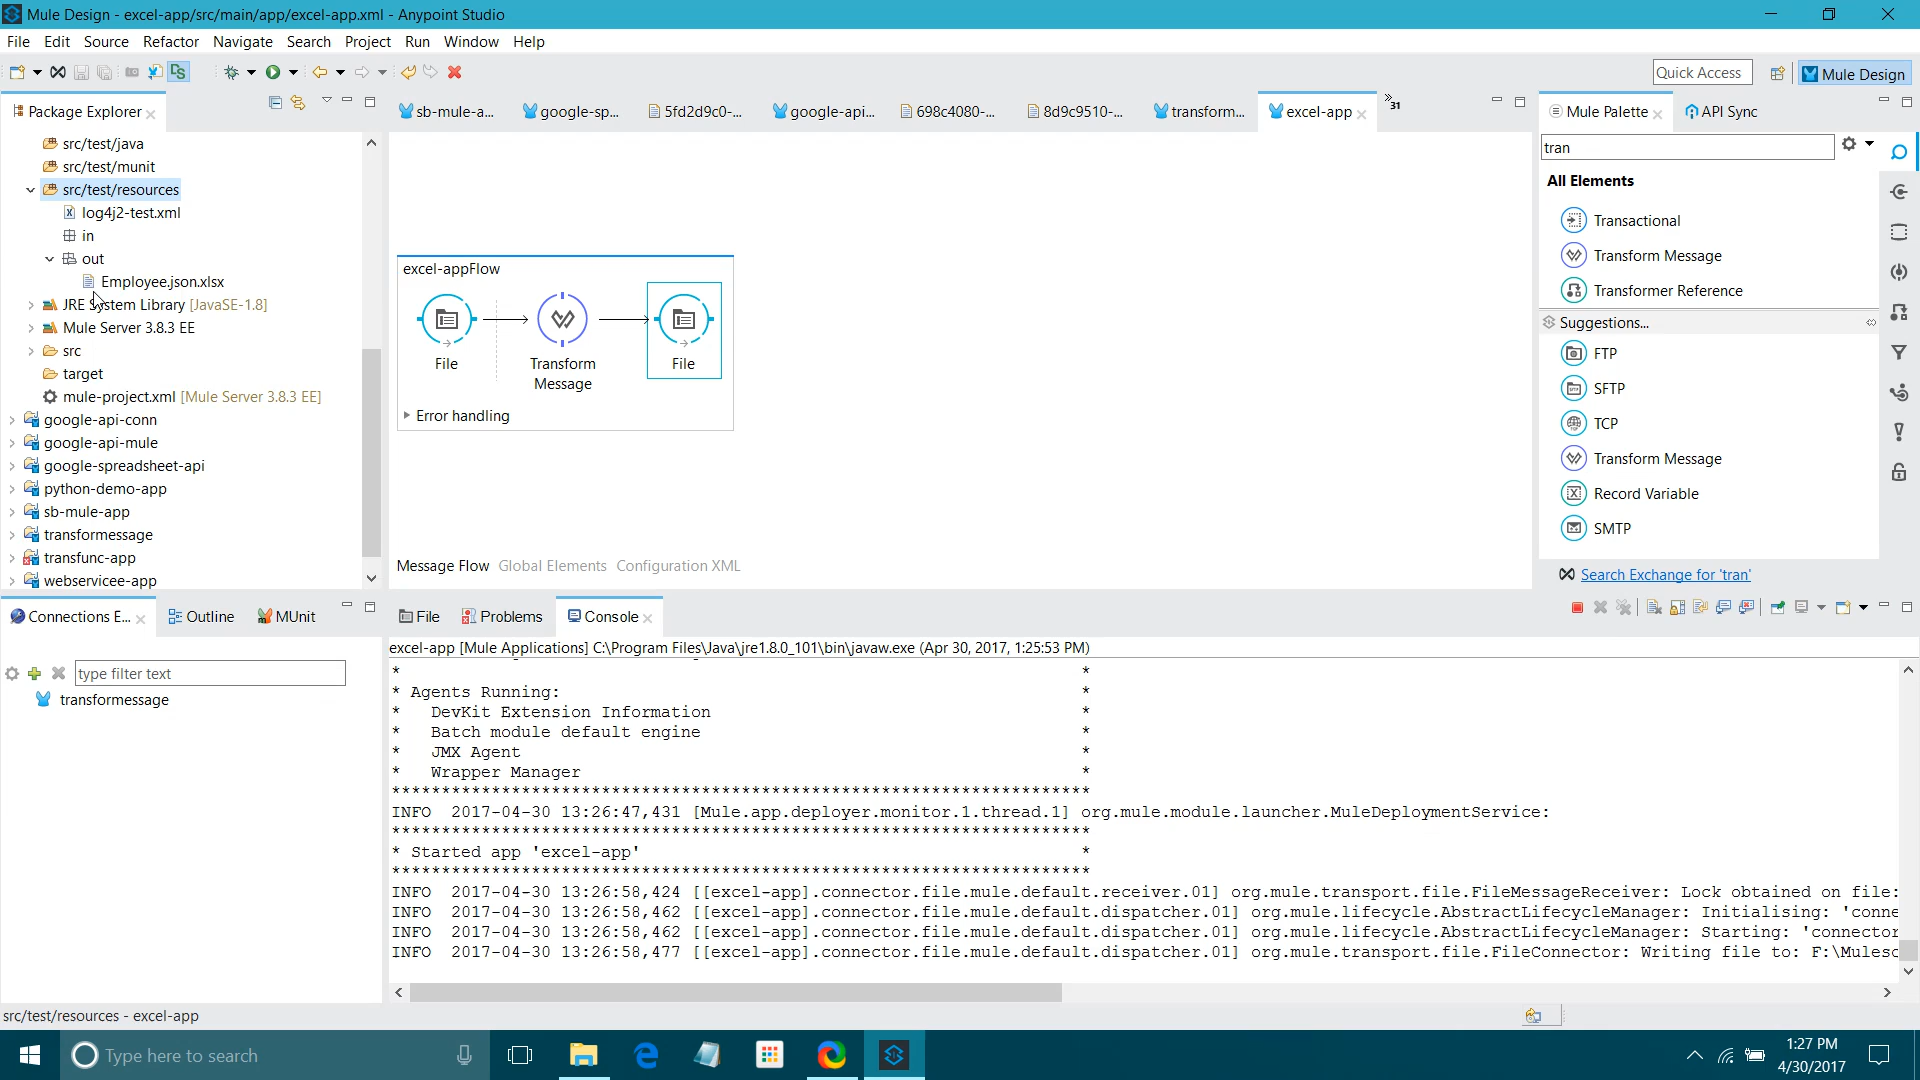 Mule Design - excel-app/src/main/app/excel-app.xml - Anypoint Studio
File Edit Source Refactor Navigate Search Project Run Window Help
Quick Access
Mule Design
Package Explorer
src/test/java
src/test/munit
src/test/resources
log4j2-test.xml
in
out
Employee.json.xlsx
JRE System Library [JavaSE-1.8]
Mule Server 3.8.3 EE
src
target
mule-project.xml [Mule Server 3.8.3 EE]
google-api-conn
google-api-mule
google-spreadsheet-api
python-demo-app
sb-mule-app
transformessage
transfunc-app
webservicee-app
sb-mule-a... google-sp... 5fd2d9c0-... google-api... 698c4080-... 8d9c9510-... transform... excel-app 31
excel-appFlow
File
Transform
Message
File
Error handling
Message Flow Global Elements Configuration XML
Mule Palette API Sync
tran
All Elements
Transactional
Transform Message
Transformer Reference
Suggestions...
FTP
SFTP
TCP
Transform Message
Record Variable
SMTP
Search Exchange for 'tran'
Connections E... Outline MUnit
type filter text
transformessage
File Problems Console
excel-app [Mule Applications] C:\Program Files\Java\jre1.8.0_101\bin\javaw.exe (Apr 30, 2017, 1:25:53 PM)
* *
* Agents Running: *
* DevKit Extension Information *
* Batch module default engine *
* JMX Agent *
* Wrapper Manager *
**********************************************************************
INFO 2017-04-30 13:26:47,431 [Mule.app.deployer.monitor.1.thread.1] org.mule.module.launcher.MuleDeploymentService:
**********************************************************************
* Started app 'excel-app' *
**********************************************************************
INFO 2017-04-30 13:26:58,424 [[excel-app].connector.file.mule.default.receiver.01] org.mule.transport.file.FileMessageReceiver: Lock obtained on file:
INFO 2017-04-30 13:26:58,462 [[excel-app].connector.file.mule.default.dispatcher.01] org.mule.lifecycle.AbstractLifecycleManager: Initialising: 'conne
INFO 2017-04-30 13:26:58,462 [[excel-app].connector.file.mule.default.dispatcher.01] org.mule.lifecycle.AbstractLifecycleManager: Starting: 'connector
INFO 2017-04-30 13:26:58,477 [[excel-app].connector.file.mule.default.dispatcher.01] org.mule.transport.file.FileConnector: Writing file to: F:\Mulesc
src/test/resources - excel-app
Type here to search
1:27 PM
4/30/2017